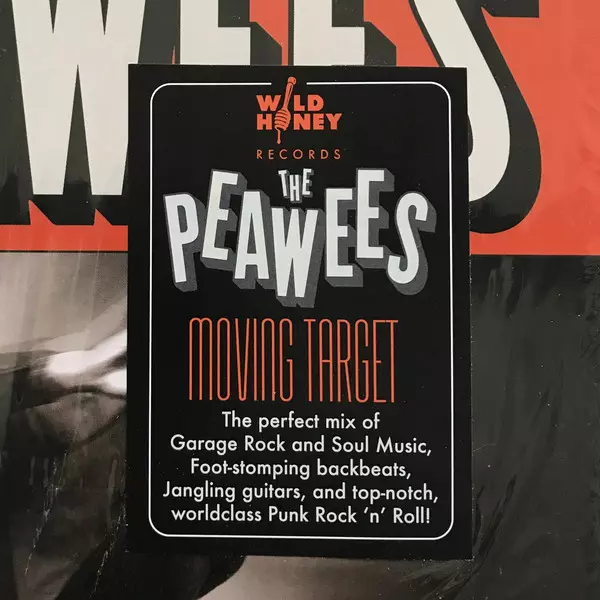 WEES
WILD
HONEY
RECORDS
THE
PEAWEES
MOVING TARGET
The perfect mix of
Garage Rock and Soul Music,
Foot-stomping backbeats,
Jangling guitars, and top-notch,
worldclass Punk Rock ’n’ Roll!